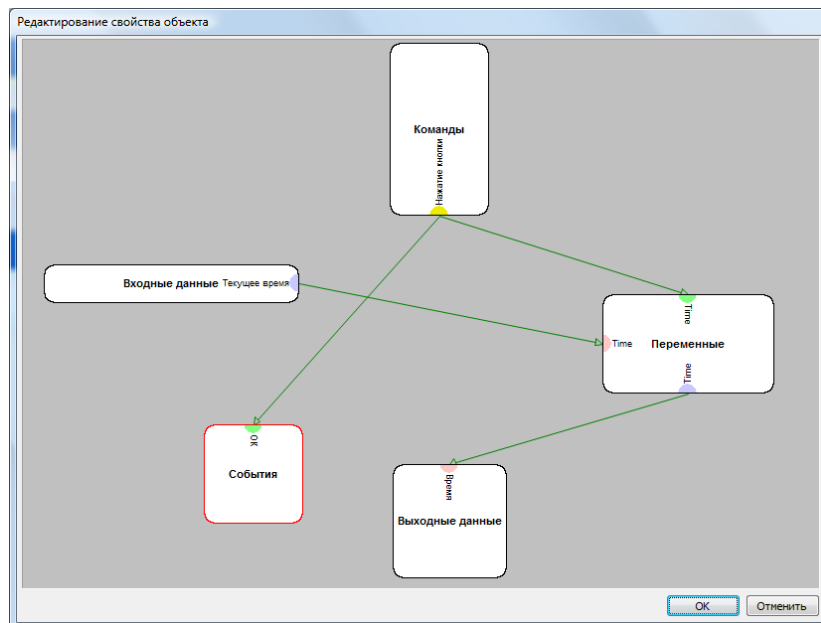 Редактирование свойства объекта
Команды
Нажатие кнопки
Входные данные Текущее время
Time
Time Переменные
Time
ОК
События
Время
Выходные данные
OK Отменить